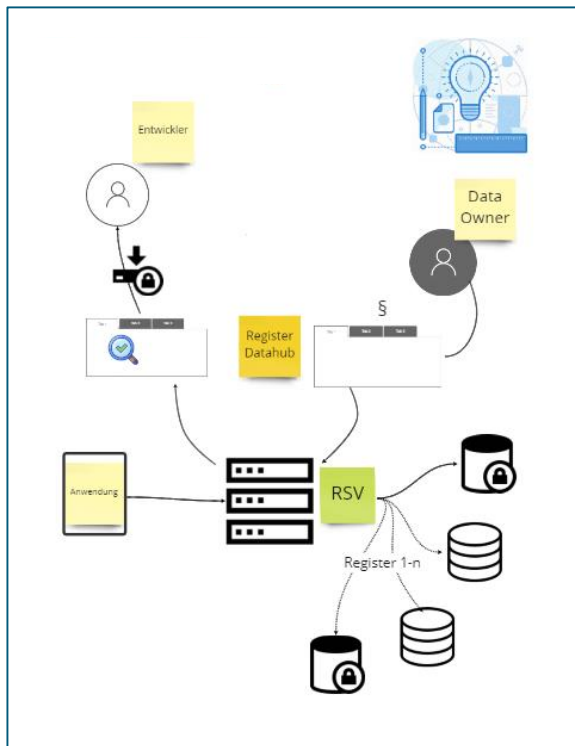 Entwickler
Data
Owner
§
Register
Datahub
Anwendung
RSV
Register 1-n